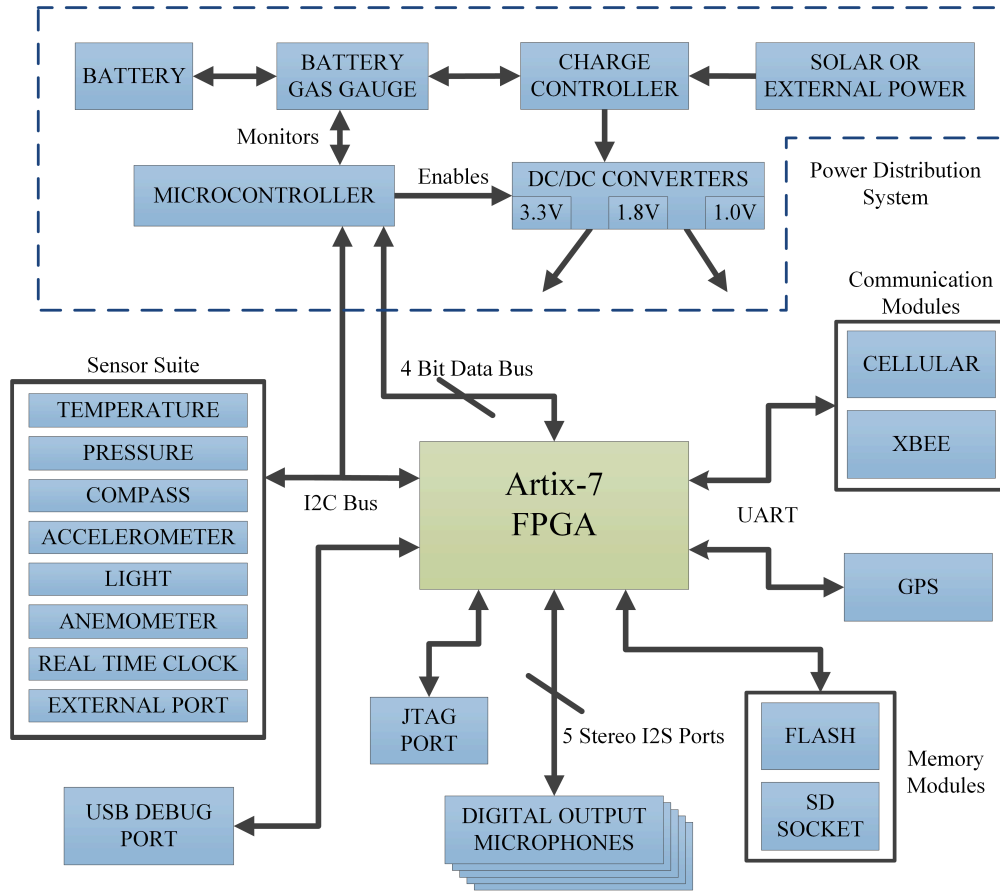 BATTERY
BATTERY
GAS GAUGE
CHARGE
CONTROLLER
SOLAR OR
EXTERNAL POWER
Monitors
MICROCONTROLLER
Enables
DC/DC CONVERTERS
3.3V
1.8V
1.0V
Power Distribution
System
Communication
Modules
CELLULAR
XBEE
Sensor Suite
TEMPERATURE
PRESSURE
COMPASS
ACCELEROMETER
LIGHT
ANEMOMETER
REAL TIME CLOCK
EXTERNAL PORT
4 Bit Data Bus
I2C Bus
Artix-7
FPGA
UART
GPS
JTAG
PORT
5 Stereo I2S Ports
FLASH
SD
SOCKET
Memory
Modules
USB DEBUG
PORT
DIGITAL OUTPUT
MICROPHONES